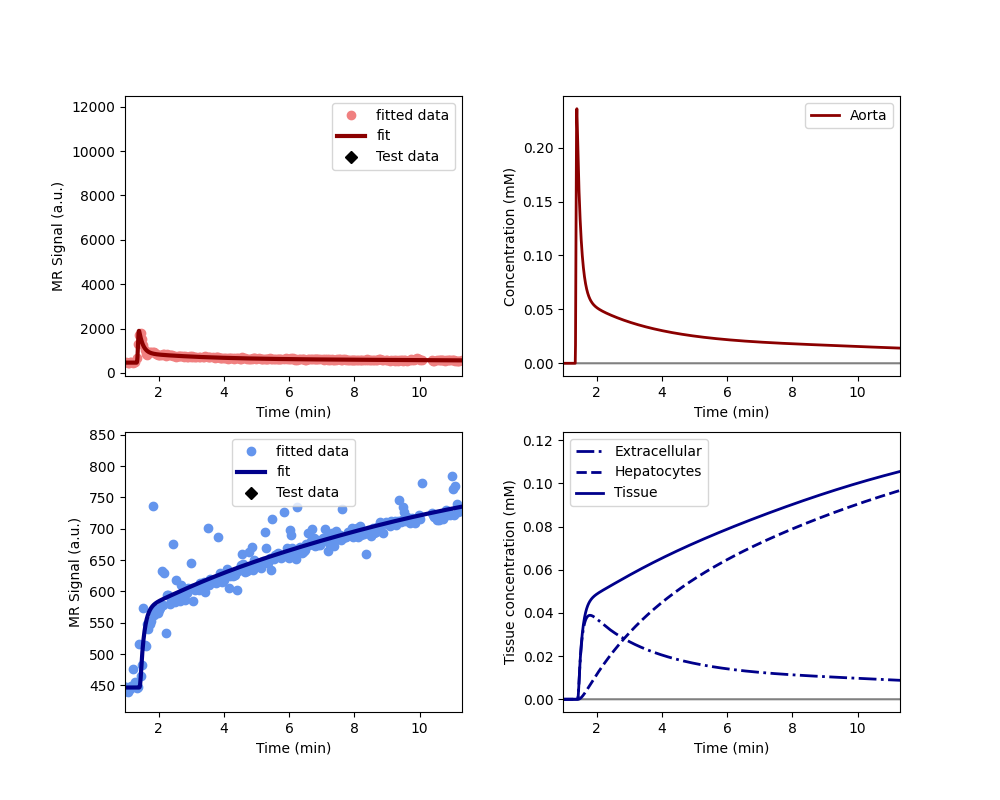 12000
10000
8000
6000
4000
2000
0
MR Signal (a.u.)
fitted data
fit
Test data
2 4 6 8 10
Time (min)
0.20
0.15
0.10
0.05
0.00
Concentration (mM)
Aorta
2 4 6 8 10
Time (min)
850
800
750
700
650
600
550
500
450
MR Signal (a.u.)
fitted data
fit
Test data
2 4 6 8 10
Time (min)
0.12
0.10
0.08
0.06
0.04
0.02
0.00
Tissue concentration (mM)
Extracellular
Hepatocytes
Tissue
2 4 6 8 10
Time (min)